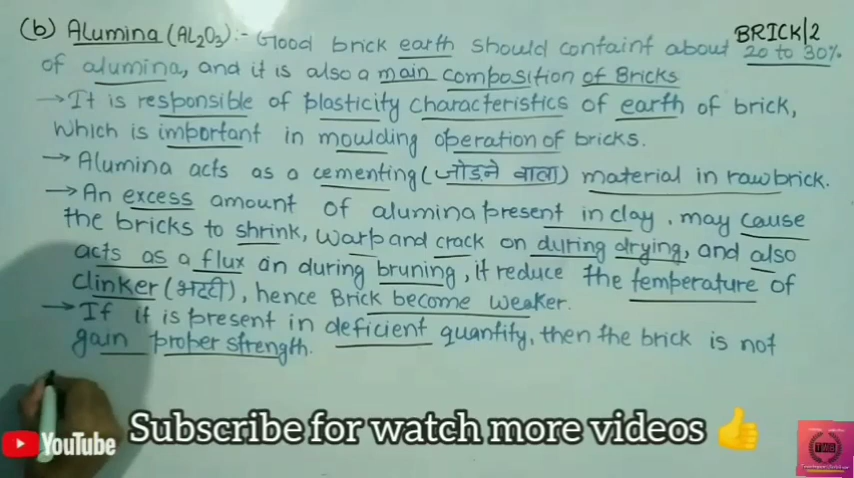 BRICK|2
(b) Alumina (AL₂O₃):- Good brick earth should containt about 20 to 30%
of alumina, and it is also a main composition of Bricks
→ It is responsible of plasticity characteristics of earth of brick,
which is important in moulding operation of bricks.
→ Alumina acts as a cementing (जोड़ने वाला) material in raw brick.
→ An excess amount of alumina present in clay, may cause
the bricks to shrink, warp and crack on during drying, and also
acts as a flux on during bruning, it reduce the temperature of
clinker (भट्टी), hence Brick become weaker.
→ If it is present in deficient quantity, then the brick is not
gain proper strength.
Subscribe for watch more videos 👍
YouTube